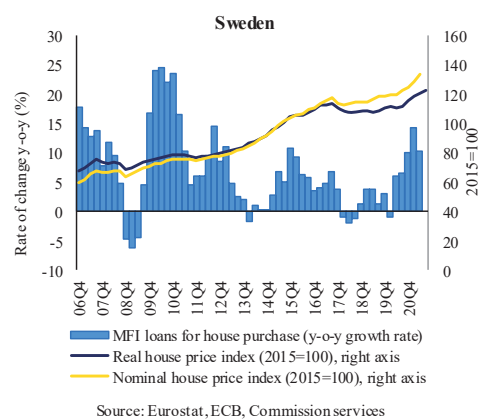 Sweden
Rate of change y-o-y (%)
30
25
20
15
10
5
0
-5
-10
160
140
120
100
80
60
40
20
0
2015=100
06Q4
07Q4
08Q4
09Q4
10Q4
11Q4
12Q4
13Q4
14Q4
15Q4
16Q4
17Q4
18Q4
19Q4
20Q4
MFI loans for house purchase (y-o-y growth rate)
Real house price index (2015=100), right axis
Nominal house price index (2015=100), right axis
Source: Eurostat, ECB, Commission services